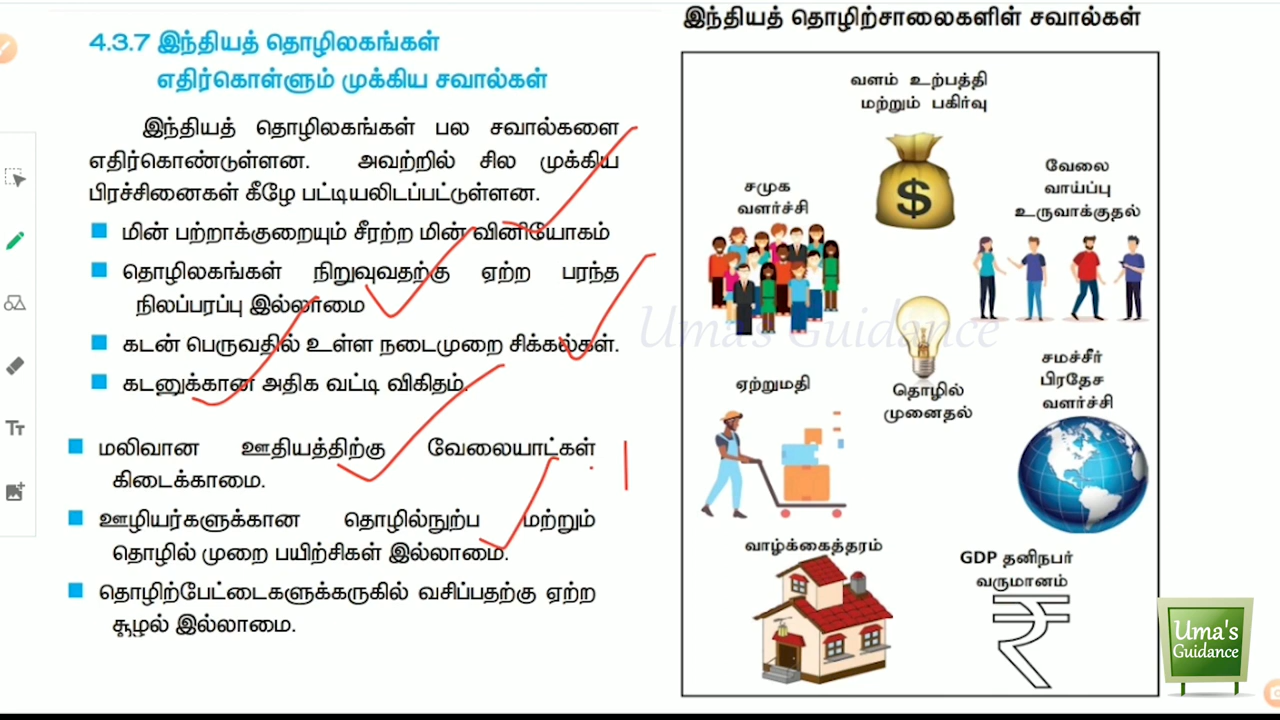 4.3.7 இந்தியத் தொழிலகங்கள்
எதிர்கொள்ளும் முக்கிய சவால்கள்
இந்தியத் தொழிலகங்கள் பல சவால்களை
எதிர்கொண்டுள்ளன. அவற்றில் சில முக்கிய
பிரச்சினைகள் கீழே பட்டியலிடப்பட்டுள்ளன.
மின் பற்றாக்குறையும் சீரற்ற மின் வினியோகம்
தொழிலகங்கள் நிறுவுவதற்கு ஏற்ற பரந்த
நிலப்பரப்பு இல்லாமை
கடன் பெருவதில் உள்ள நடைமுறை சிக்கல்கள்.
கடனுக்கான அதிக வட்டி விகிதம்.
மலிவான ஊதியத்திற்கு வேலையாட்கள்
கிடைக்காமை.
ஊழியர்களுக்கான தொழில்நுற்ப மற்றும்
தொழில் முறை பயிற்சிகள் இல்லாமை.
தொழிற்பேட்டைகளுக்கருகில் வசிப்பதற்கு ஏற்ற
சூழல் இல்லாமை.
இந்தியத் தொழிற்சாலைகளிள் சவால்கள்
வளம் உற்பத்தி
மற்றும் பகிர்வு
சமுக
வளர்ச்சி
வேலை
வாய்ப்பு
உருவாக்குதல்
$
Uma's Guidance
தொழில்
முனைதல்
ஏற்றுமதி
சமச்சீர்
பிரதேச
வளர்ச்சி
வாழ்க்கைத்தரம்
GDP தனிநபர்
வருமானம்
₹
Uma's
Guidance
TT